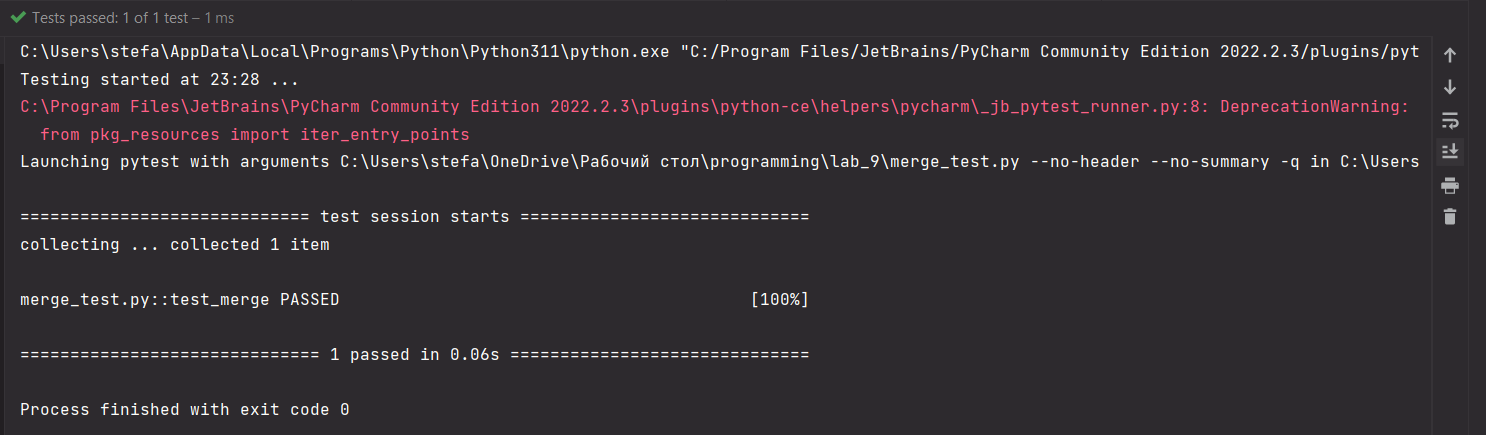 Tests passed: 1 of 1 test – 1 ms
C:\Users\stefa\AppData\Local\Programs\Python\Python311\python.exe "C:/Program Files/JetBrains/PyCharm Community Edition 2022.2.3/plugins/pyt
Testing started at 23:28 ...
C:\Program Files\JetBrains\PyCharm Community Edition 2022.2.3\plugins\python-ce\helpers\pycharm\_jb_pytest_runner.py:8: DeprecationWarning:
from pkg_resources import iter_entry_points
Launching pytest with arguments C:\Users\stefa\OneDrive\Рабочий стол\programming\lab_9\merge_test.py --no-header --no-summary -q in C:\Users
============================= test session starts =============================
collecting ... collected 1 item
merge_test.py::test_merge PASSED [100%]
============================== 1 passed in 0.06s ==============================
Process finished with exit code 0